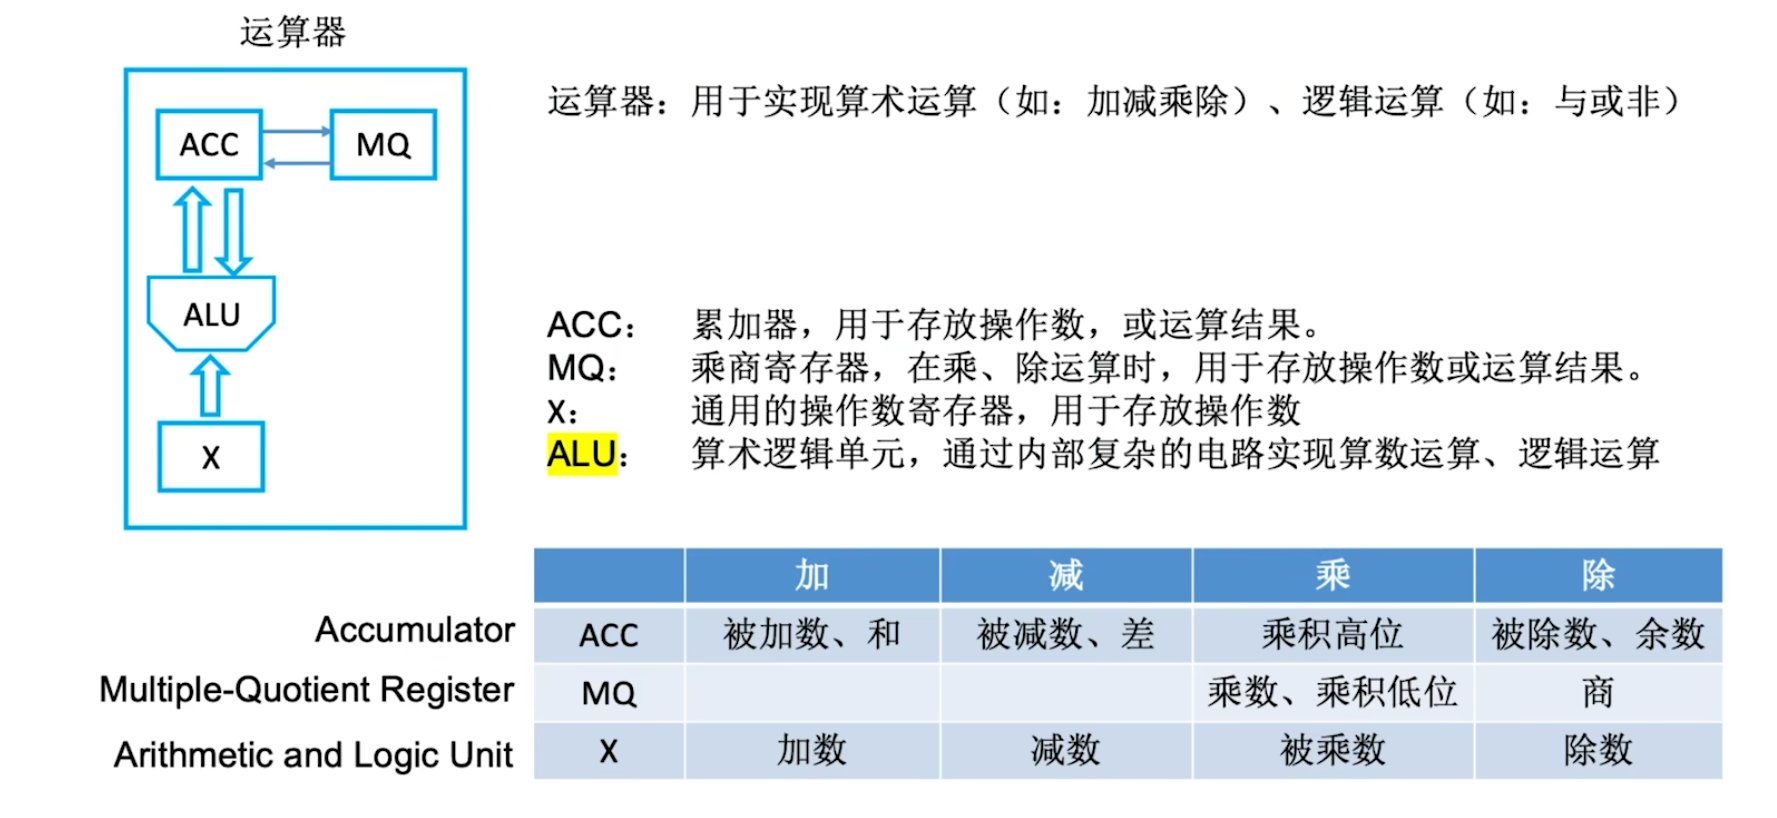 运算器
ACC
MQ
ALU
X
运算器：用于实现算术运算（如：加减乘除）、逻辑运算（如：与或非）
ACC： 累加器，用于存放操作数，或运算结果。
MQ： 乘商寄存器，在乘、除运算时，用于存放操作数或运算结果。
X： 通用的操作数寄存器，用于存放操作数
ALU： 算术逻辑单元，通过内部复杂的电路实现算数运算、逻辑运算
加 减 乘 除
Accumulator ACC 被加数、和 被减数、差 乘积高位 被除数、余数
Multiple-Quotient Register MQ 乘数、乘积低位 商
Arithmetic and Logic Unit X 加数 减数 被乘数 除数